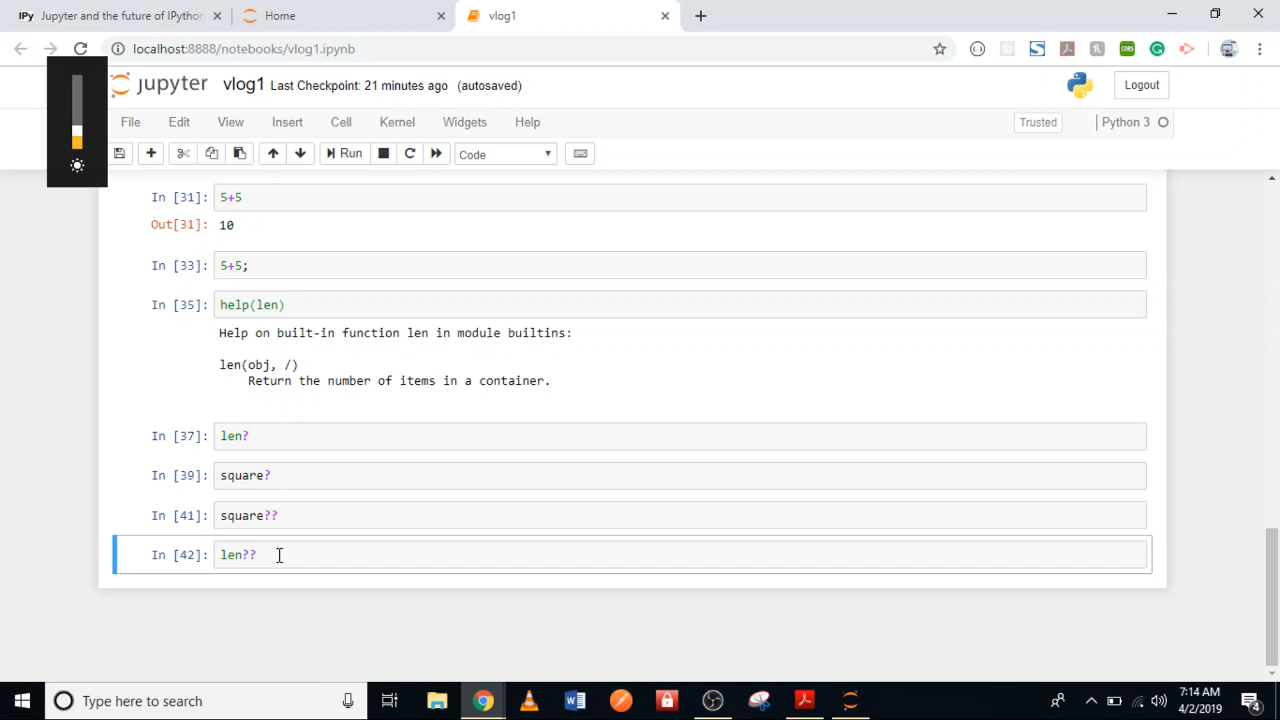 IPy Jupyter and the future of IPython
Home
vlog1
localhost:8888/notebooks/vlog1.ipynb
CORS
jupyter vlog1 Last Checkpoint: 21 minutes ago (autosaved)
Logout
File Edit View Insert Cell Kernel Widgets Help
Trusted
Python 3
Run
Code
In [31]: 5+5
Out[31]: 10
In [33]: 5+5;
In [35]: help(len)
Help on built-in function len in module builtins:
len(obj, /)
Return the number of items in a container.
In [37]: len?
In [39]: square?
In [41]: square??
In [42]: len??
Type here to search
7:14 AM
4/2/2019
4